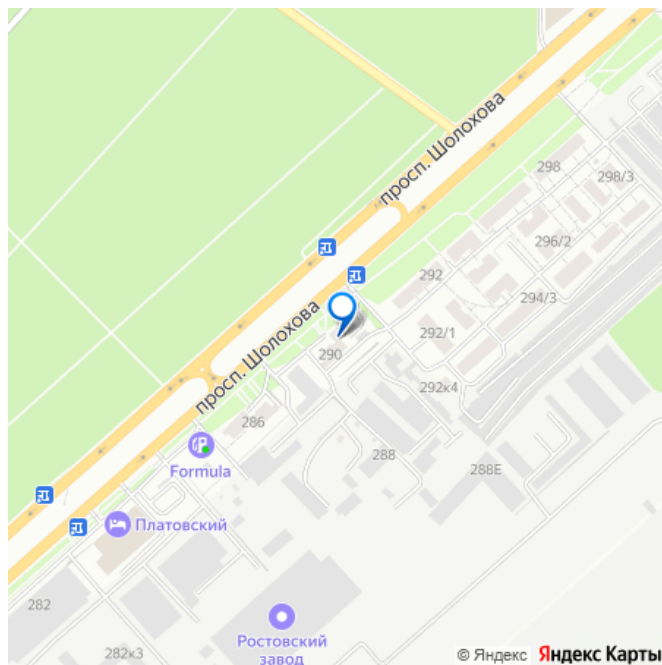 просп. Шолохова
298
298/3
296/2
292
294/3
просп. Шолохова
292/1
290
292к4
286
288
288Е
Formula
Платовский
282
Ростовский
завод
282к3
© Яндекс Яндекс Карты